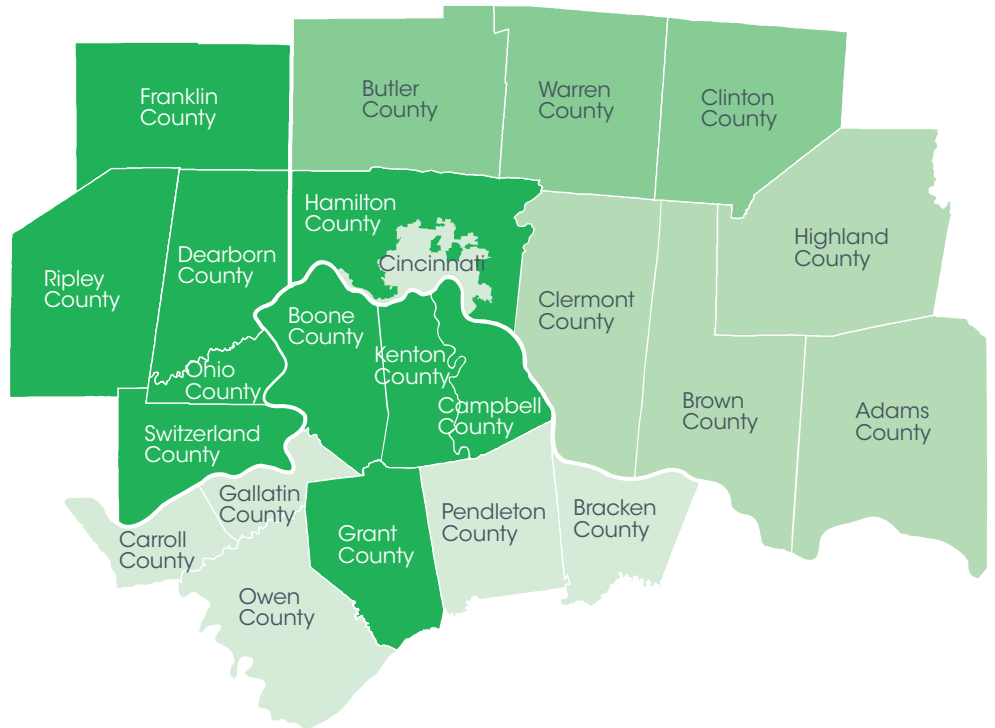 Franklin
County
Butler
County
Warren
County
Clinton
County
Hamilton
County
Cincinnati
Highland
County
Dearborn
County
Ripley
County
Clermont
County
Boone
County
Kenton
County
Ohio
County
Brown
County
Adams
County
Campbell
County
Switzerland
County
Gallatin
County
Pendleton
County
Bracken
County
Carroll
County
Grant
County
Owen
County